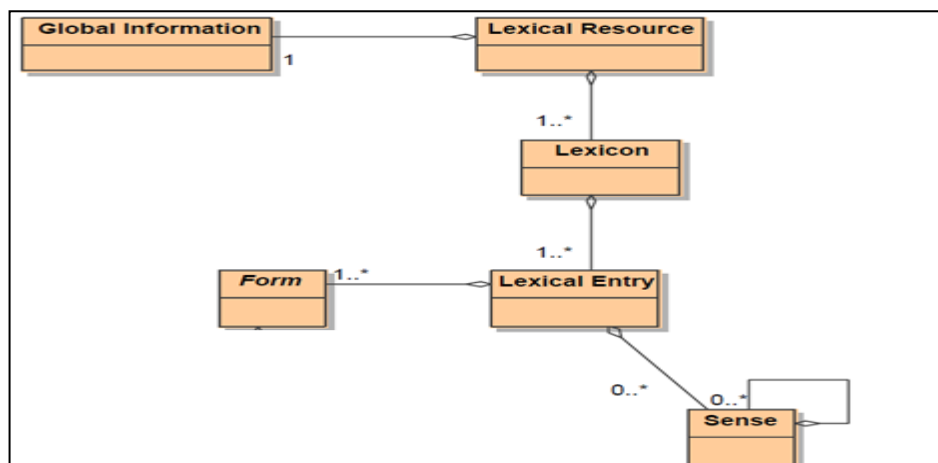 Global Information
Lexical Resource
1
1..*
Lexicon
1..*
Form
1..*
Lexical Entry
0..*
0..*
Sense